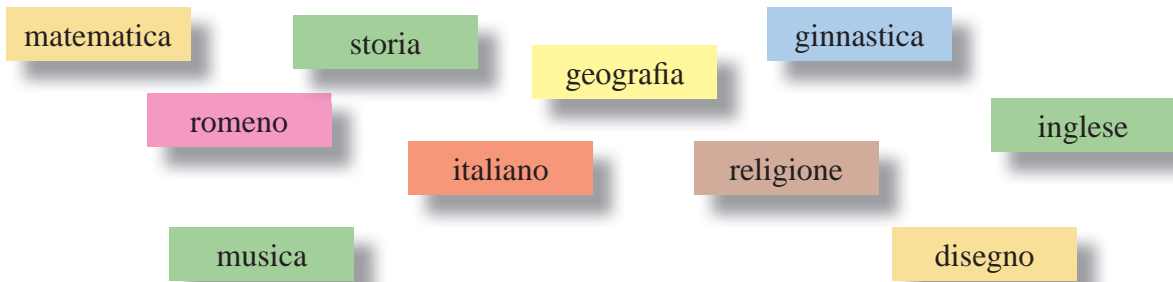 matematica
storia
ginnastica
geografia
romeno
inglese
italiano
religione
musica
disegno